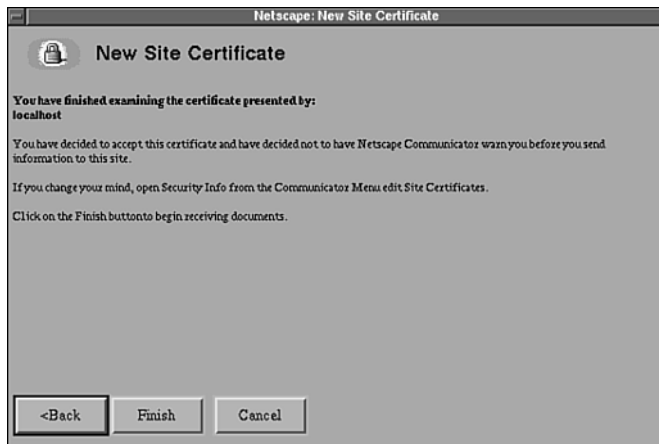 Netscape: New Site Certificate
New Site Certificate
You have finished examining the certificate presented by:
localhost
You have decided to accept this certificate and have decided not to have Netscape Communicator warn you before you send
information to this site.
If you change your mind, open Security Info from the Communicator Menu edit Site Certificates.
Click on the Finish buttonto begin receiving documents.
<Back
Finish
Cancel